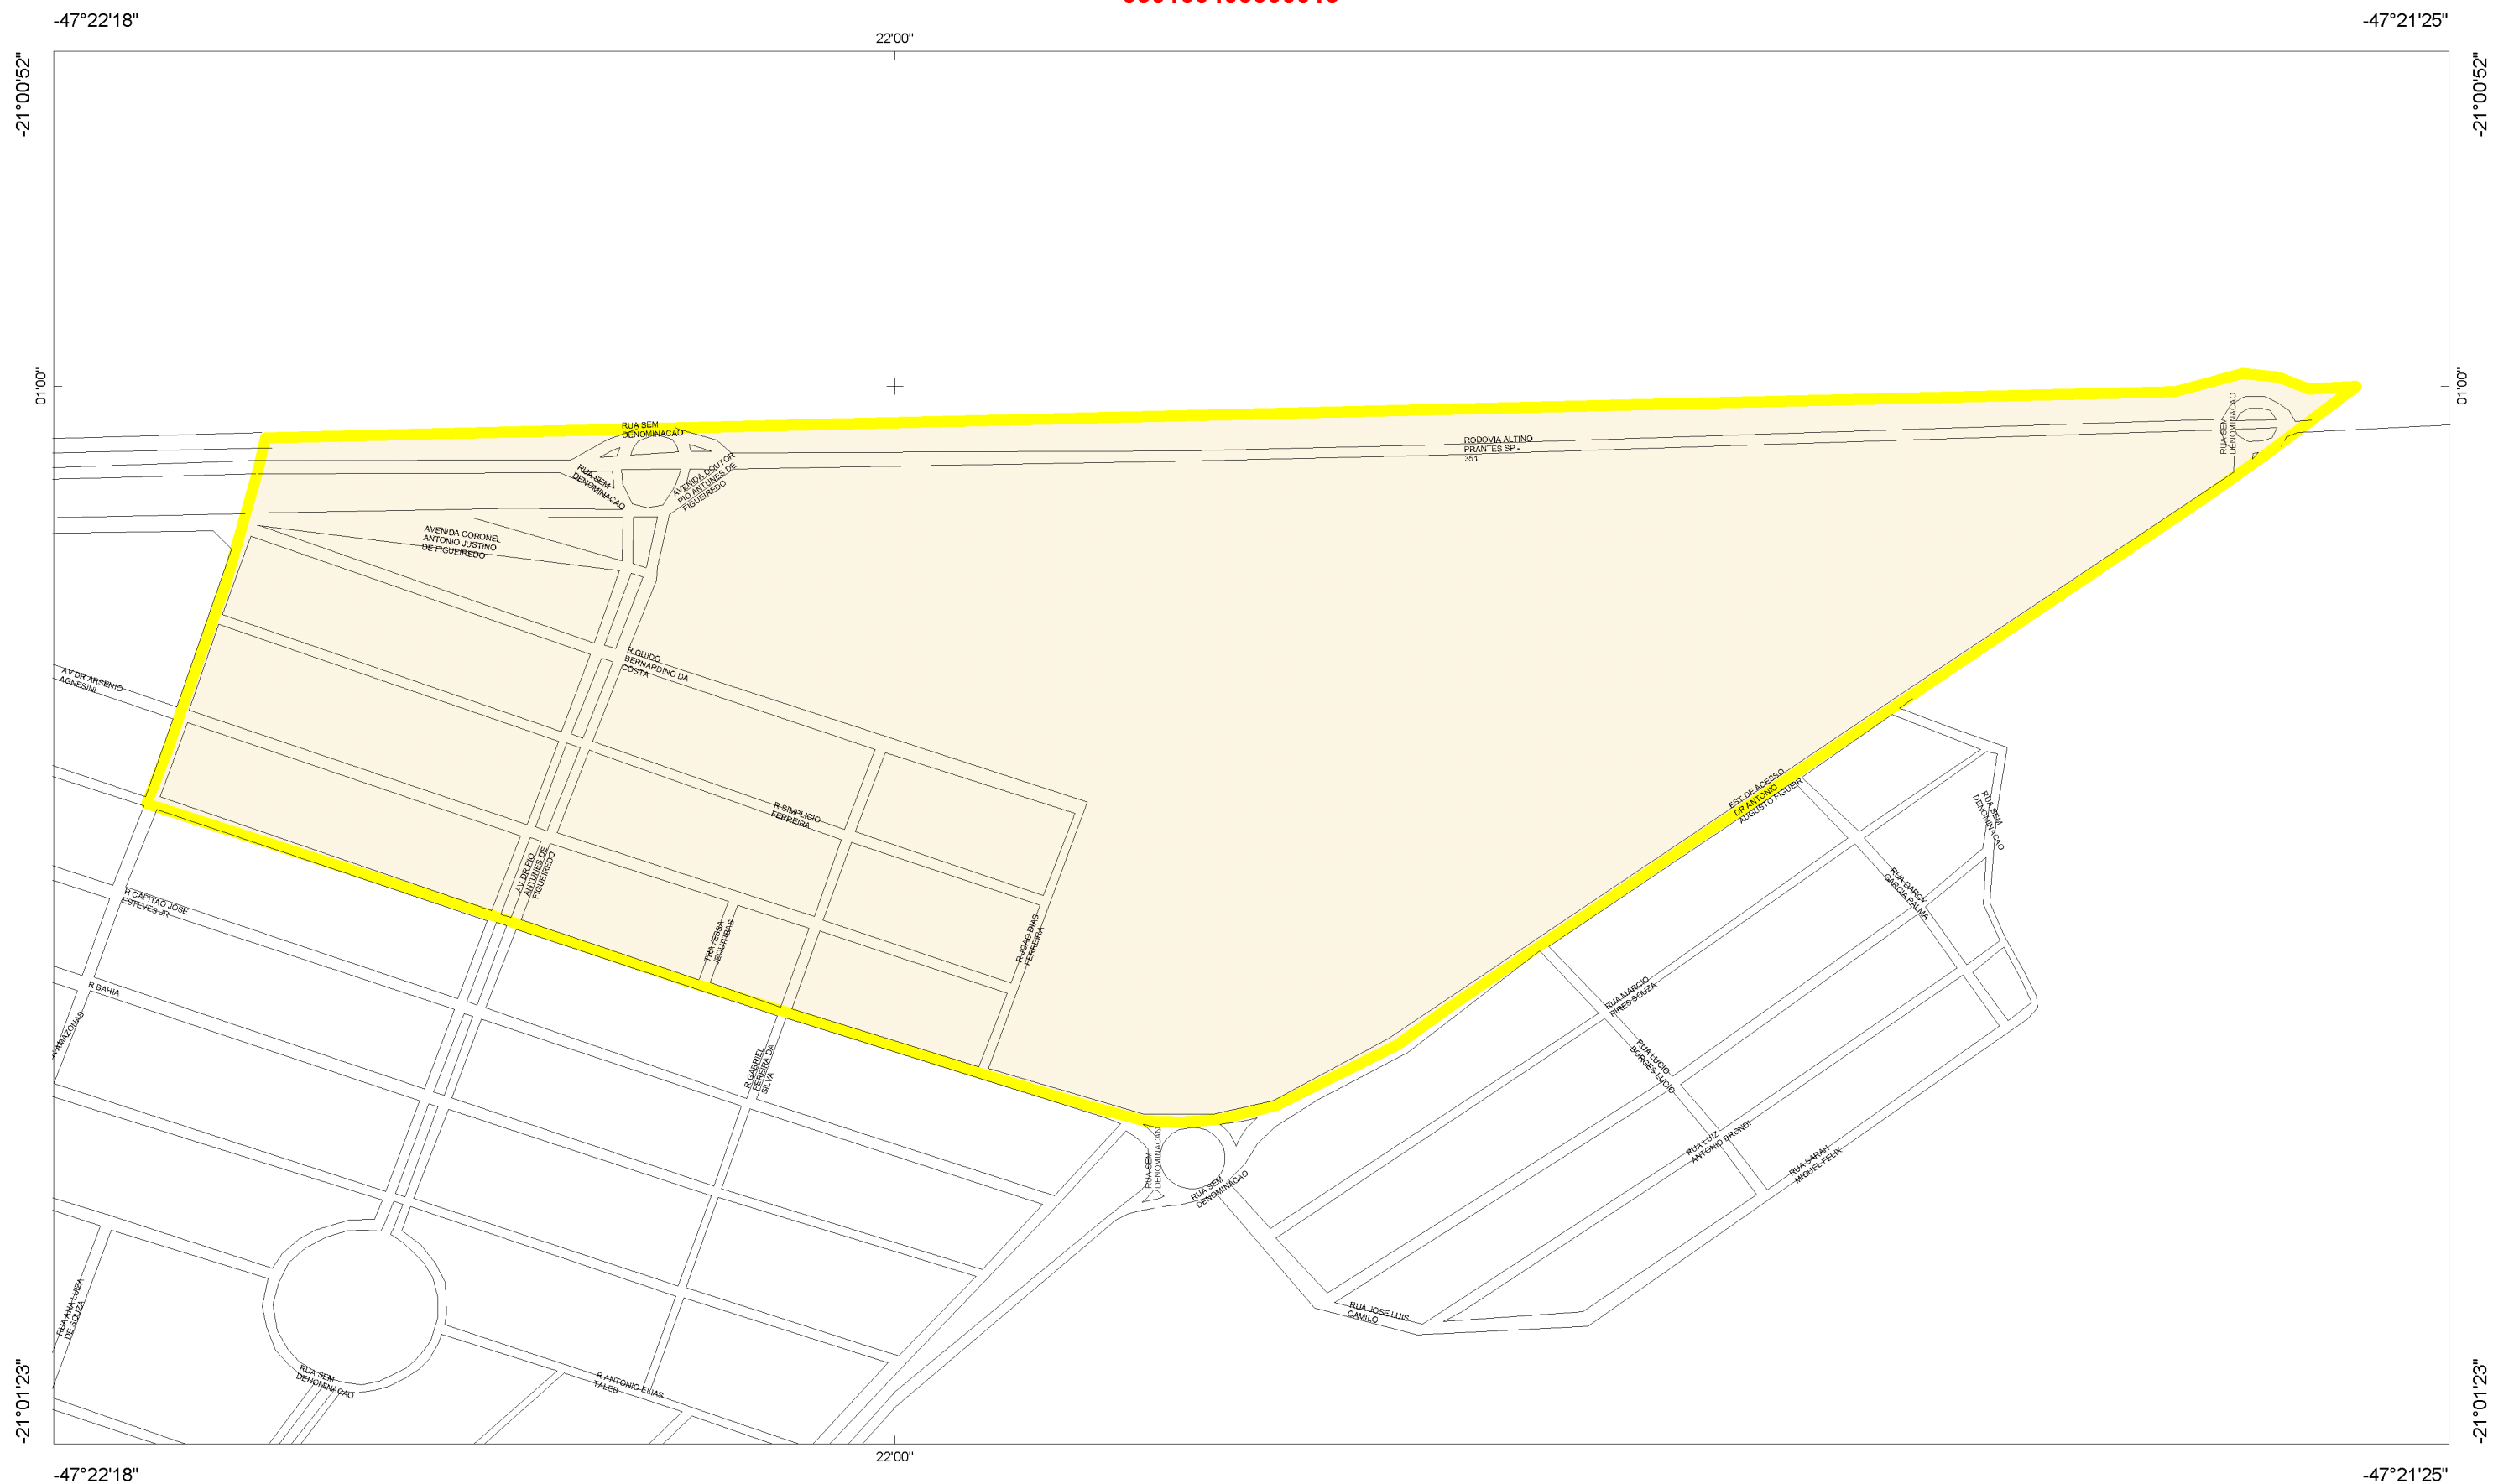 -47°22'18"
-47°21'25"
22'00"
-21°00'52"
-21°00'52"
01'00"
01'00"
RUA SEM
DENOMINACAO
RUA SEM
DENOMINACAO
AVENIDA DOUTOR
PIO ANTUNES DE
FIGUEIREDO
RODOVIA ALTINO
PRANTES SP -
351
RUA SEM
DENOMINACAO
AVENIDA CORONEL
ANTONIO JUSTINO
DE FIGUEIREDO
R GUIDO
BERNARDINO DA
COSTA
AV DR ARSENIO
AGNESINI
R SIMPLICIO
FERREIRA
EST DE ACESSO
DR ANTONIO
AUGUSTO FIGUEIR
RUA SEM
DENOMINACAO
AV DR PIO
ANTUNES DE
FIGUEIREDO
RUA DARCY
GARCIA PALMA
R CAPITAO JOSE
ESTEVES JR
TRAVESSA
JEQUITIBAS
R JOAO DIAS
FERREIRA
R BAHIA
RUA MARCIO
PIRES SOUZA
AMAZONAS
R GABRIEL
PEREIRA DA
SILVA
RUA LUCIO
BORGES LUCIO
RUA SEM
DENOMINACAO
RUA SEM
DENOMINACAO
RUA LUIZ
ANTONIO BRONDI
RUA SARAH
MIGUEL FELIX
RUA ANA LUIZA
DE SOUZA
RUA JOSE LUIS
CAMILO
RUA SEM
DENOMINACAO
R ANTONIO ELIAS
TALEB
-21°01'23"
-21°01'23"
22'00"
-47°22'18"
-47°21'25"